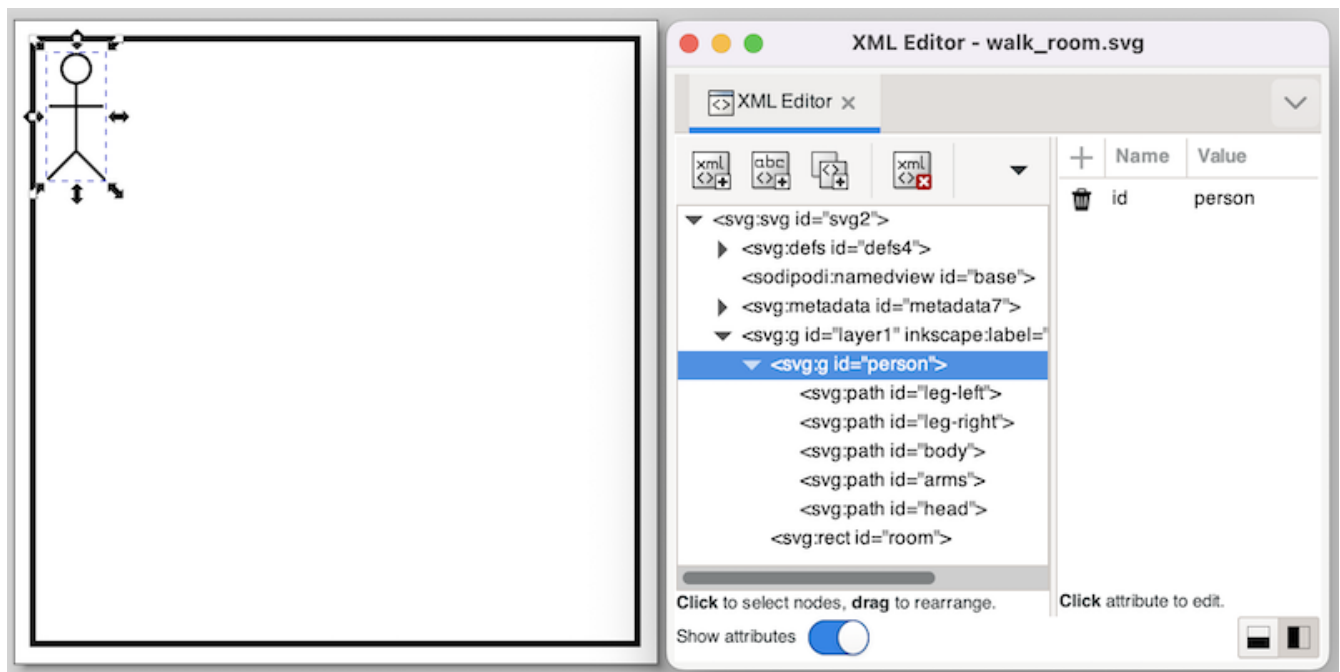 XML Editor - walk_room.svg
XML Editor
xml
abc
xml
Name Value
id person
<svg:svg id="svg2">
<svg:defs id="defs4">
<sodipodi:namedview id="base">
<svg:metadata id="metadata7">
<svg:g id="layer1" inkscape:label="
<svg:g id="person">
<svg:path id="leg-left">
<svg:path id="leg-right">
<svg:path id="body">
<svg:path id="arms">
<svg:path id="head">
<svg:rect id="room">
Click to select nodes, drag to rearrange.
Click attribute to edit.
Show attributes